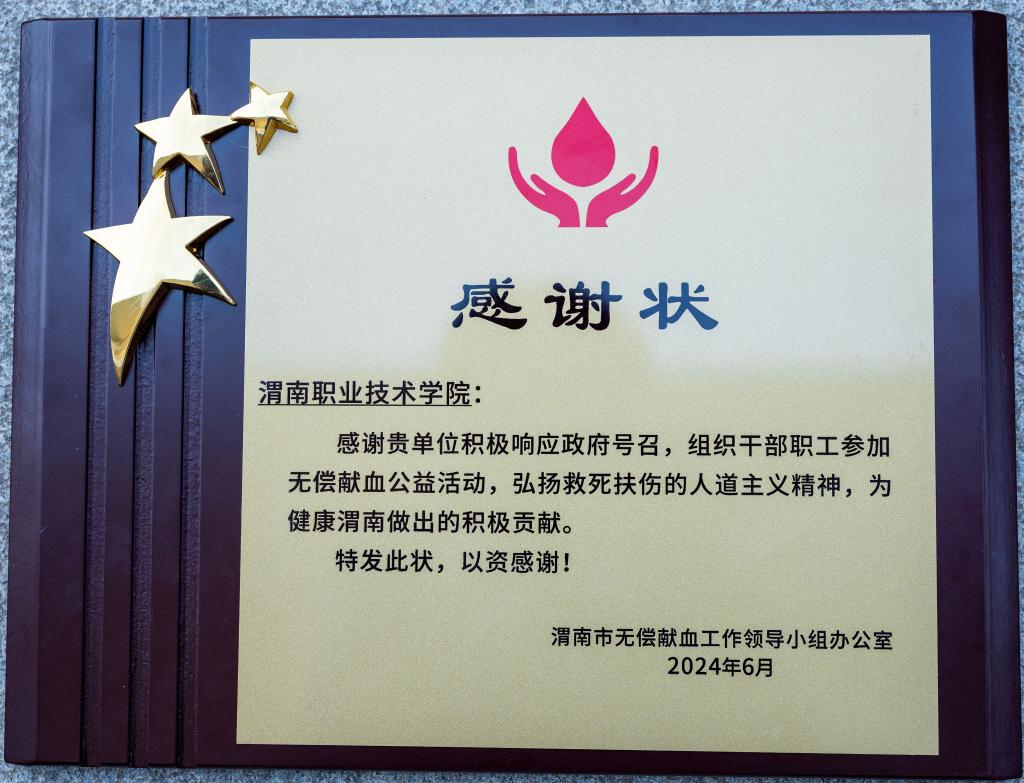 感谢状
渭南职业技术学院：
感谢贵单位积极响应政府号召，组织干部职工参加
无偿献血公益活动，弘扬救死扶伤的人道主义精神，为
健康渭南做出的积极贡献。
特发此状，以资感谢！
渭南市无偿献血工作领导小组办公室
2024年6月